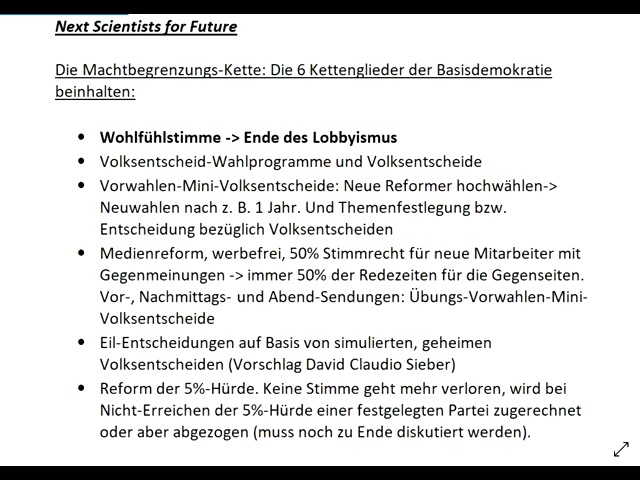 Next Scientists for Future
Die Machtbegrenzungs-Kette: Die 6 Kettenglieder der Basisdemokratie
beinhalten:
• Wohlfühlstimme -> Ende des Lobbyismus
• Volksentscheid-Wahlprogramme und Volksentscheide
• Vorwahlen-Mini-Volksentscheide: Neue Reformer hochwählen->
Neuwahlen nach z. B. 1 Jahr. Und Themenfestlegung bzw.
Entscheidung bezüglich Volksentscheiden
• Medienreform, werbefrei, 50% Stimmrecht für neue Mitarbeiter mit
Gegenmeinungen -> immer 50% der Redezeiten für die Gegenseiten.
Vor-, Nachmittags- und Abend-Sendungen: Übungs-Vorwahlen-Mini-
Volksentscheide
• Eil-Entscheidungen auf Basis von simulierten, geheimen
Volksentscheiden (Vorschlag David Claudio Sieber)
• Reform der 5%-Hürde. Keine Stimme geht mehr verloren, wird bei
Nicht-Erreichen der 5%-Hürde einer festgelegten Partei zugerechnet
oder aber abgezogen (muss noch zu Ende diskutiert werden).